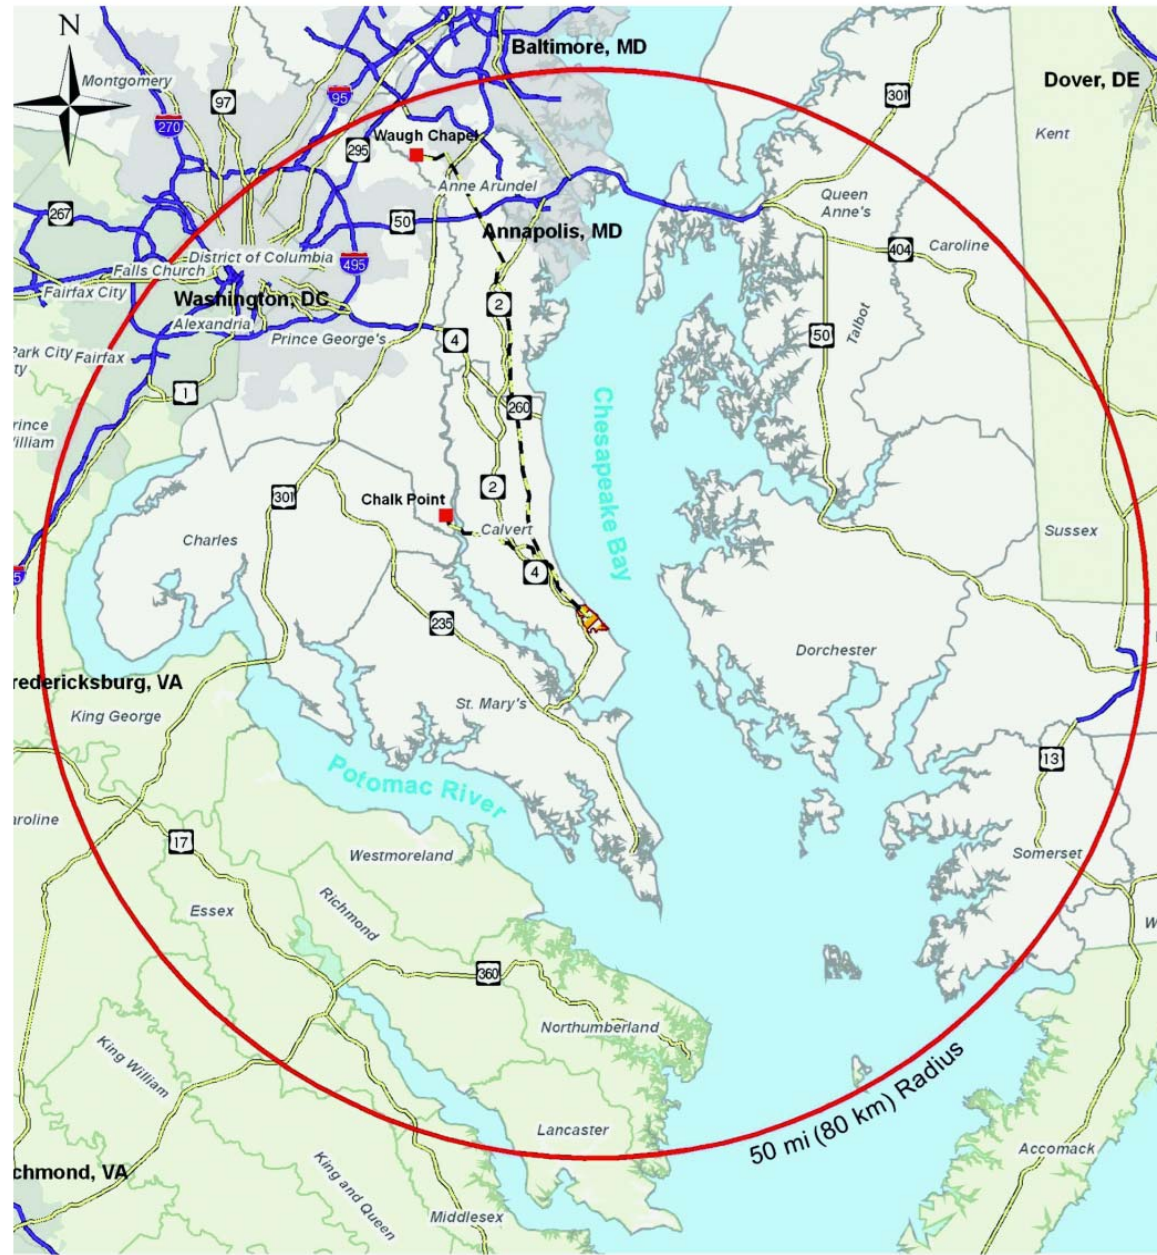 N
Baltimore, MD
Montgomery
Dover, DE
97
95
301
270
Waugh Chapel
Kent
295
Anne Arundel
Queen
Anne's
267
50
Annapolis, MD
404
Caroline
District of Columbia
Falls Church
495
Fairfax City
Washington, DC
2
Alexandria
Prince George's
4
50
Talbot
Park City
Fairfax
ty
1
Chesapeake Bay
260
rince
illiam
2
301
Chalk Point
Calvert
Sussex
Charles
4
5
235
Dorchester
redericksburg, VA
St. Mary's
King George
13
Potomac River
aroline
17
Westmoreland
Somerset
Richmond
Essex
W
360
Northumberland
King William
50 mi (80 km) Radius
Lancaster
Accomack
chmond, VA
King and Queen
Middlesex